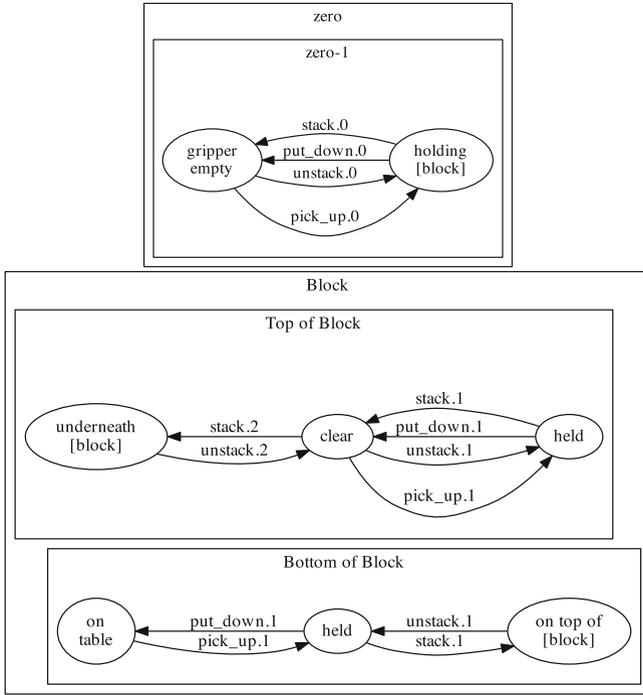 zero
zero-1
stack.0
gripper
empty
put_down.0
holding
[block]
unstack.0
pick_up.0
Block
Top of Block
stack.1
underneath
[block]
stack.2
clear
put_down.1
held
unstack.2
unstack.1
pick_up.1
Bottom of Block
on
table
put_down.1
held
unstack.1
on top of
[block]
pick_up.1
stack.1